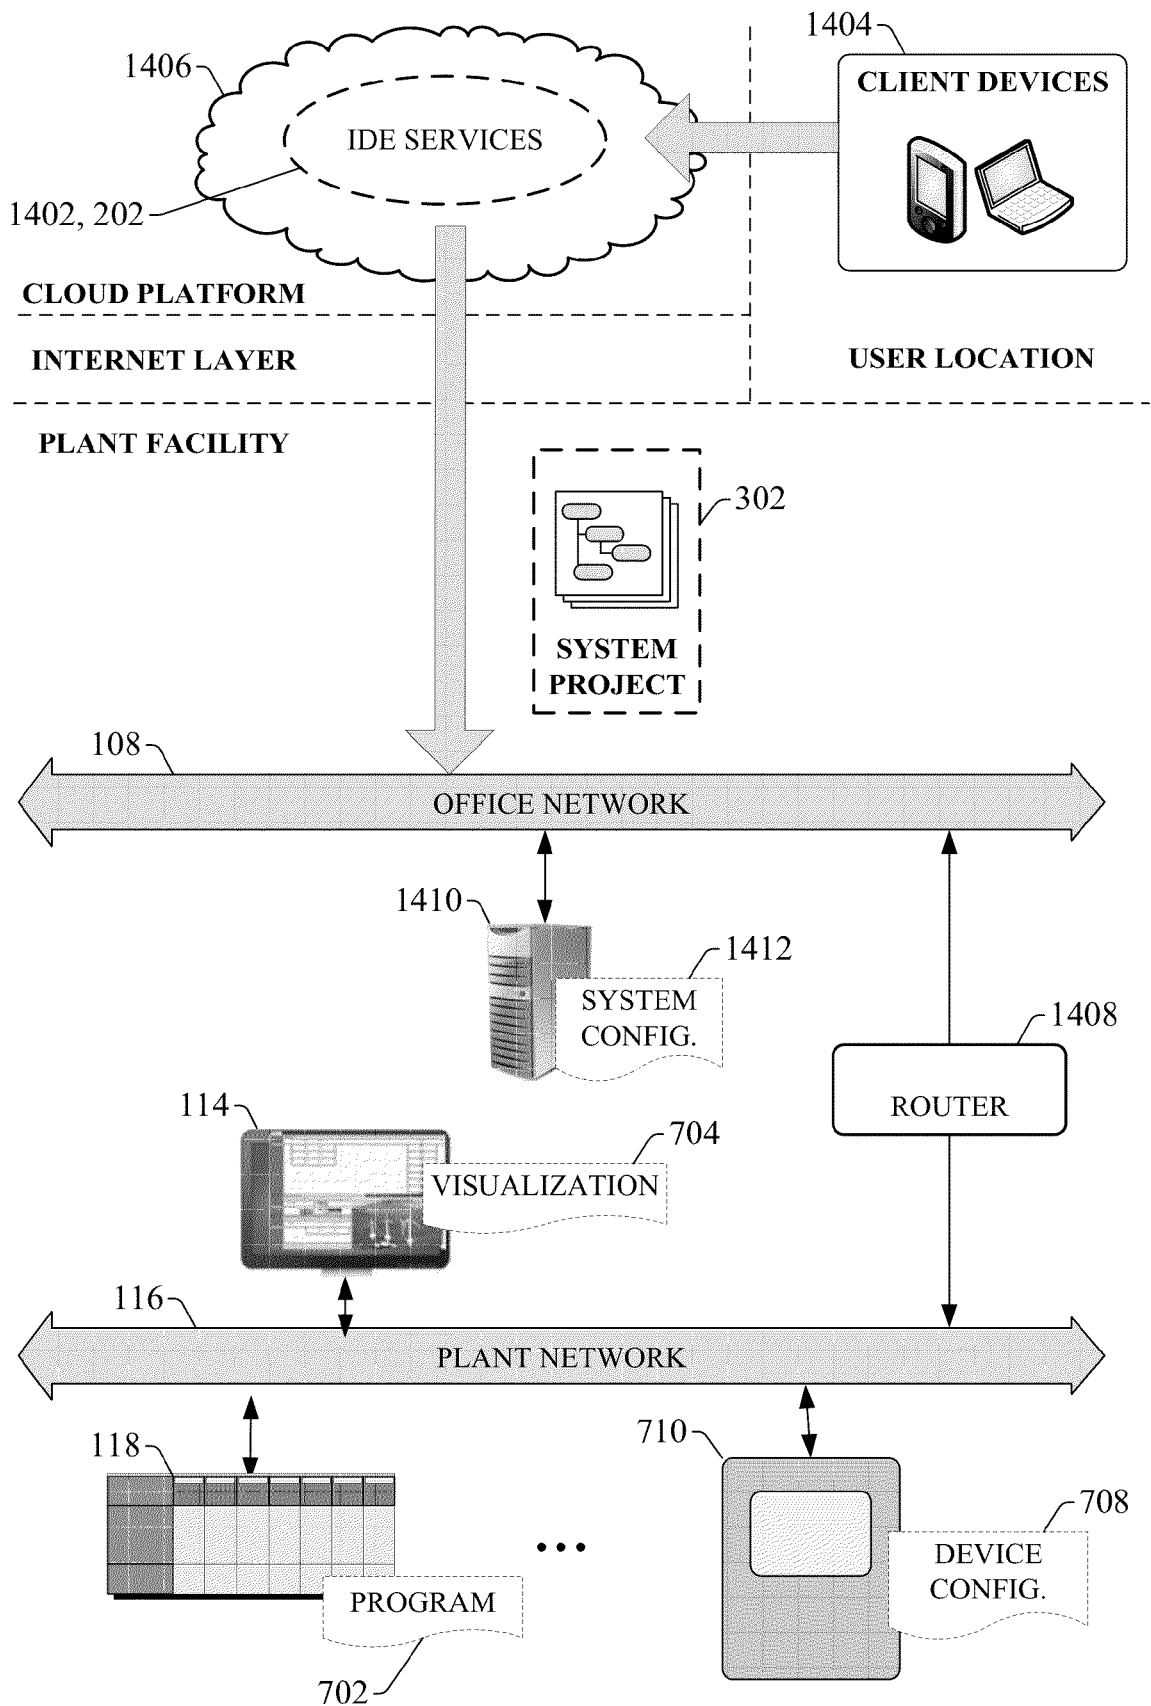 1404
1406
CLIENT DEVICES
IDE SERVICES
1402, 202
CLOUD PLATFORM
INTERNET LAYER
USER LOCATION
PLANT FACILITY
302
SYSTEM
PROJECT
108
OFFICE NETWORK
1410
1412
SYSTEM
CONFIG.
1408
ROUTER
114
704
VISUALIZATION
116
PLANT NETWORK
118
710
708
DEVICE
CONFIG.
...
PROGRAM
702